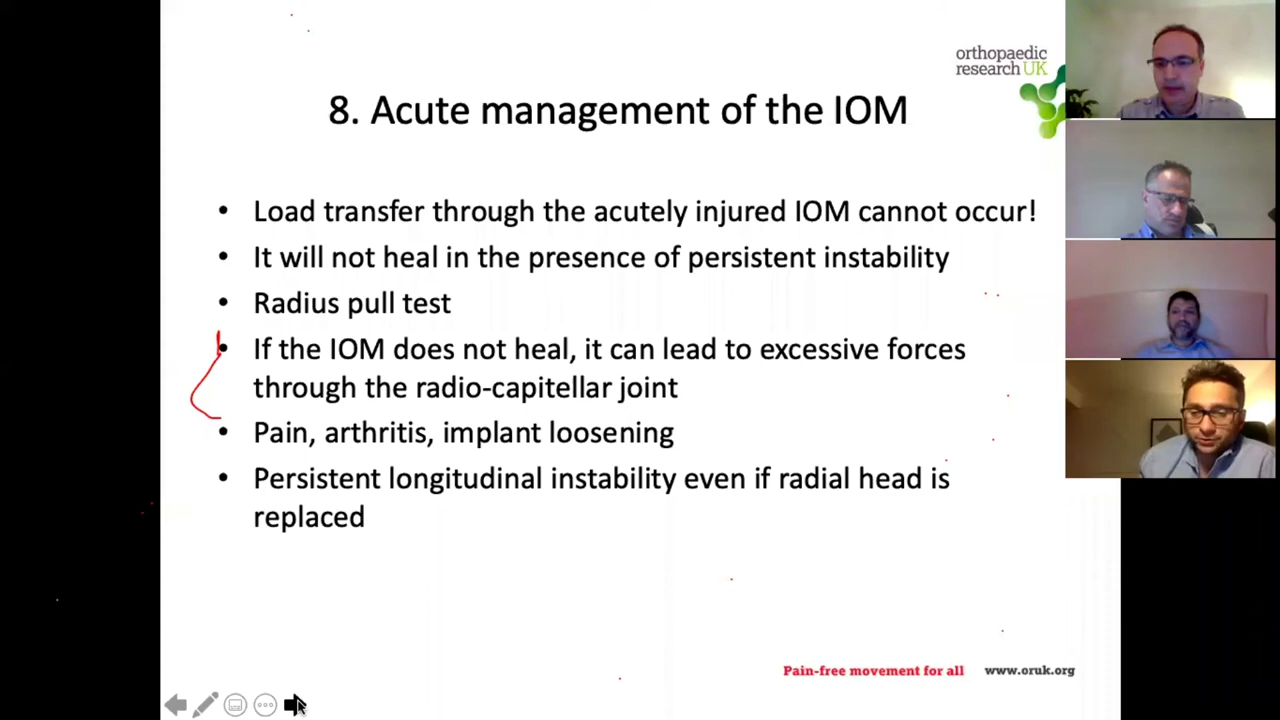 orthopaedic
research UK
8. Acute management of the IOM
• Load transfer through the acutely injured IOM cannot occur!
• It will not heal in the presence of persistent instability
• Radius pull test
• If the IOM does not heal, it can lead to excessive forces
through the radio-capitellar joint
• Pain, arthritis, implant loosening
• Persistent longitudinal instability even if radial head is
replaced
Pain-free movement for all www.oruk.org